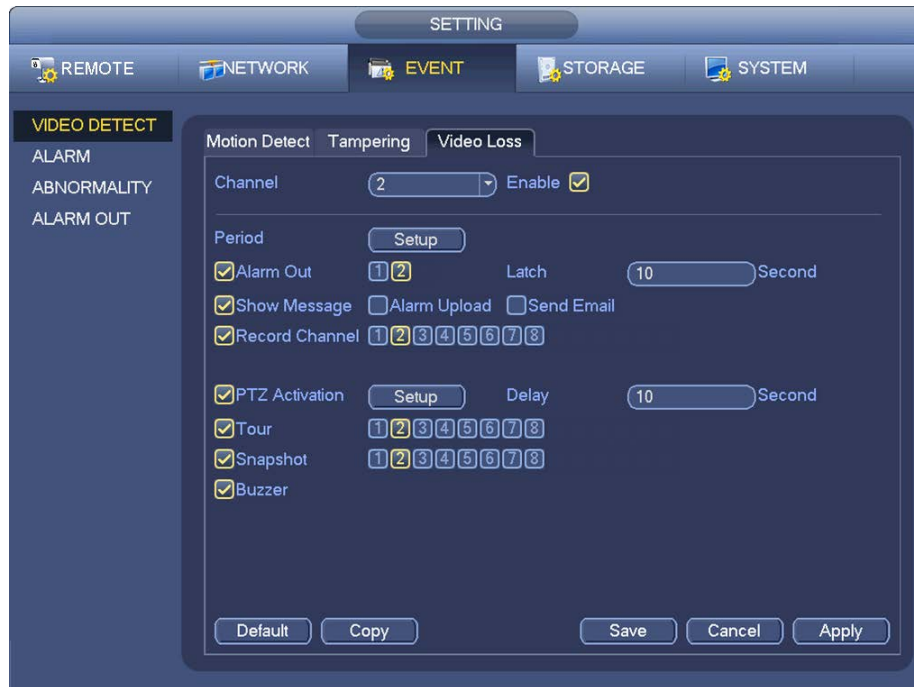 SETTING
REMOTE NETWORK EVENT STORAGE SYSTEM
VIDEO DETECT
ALARM
ABNORMALITY
ALARM OUT
Motion Detect Tampering Video Loss
Channel 2 Enable
Period Setup
Alarm Out 1 2 Latch 10 Second
Show Message Alarm Upload Send Email
Record Channel 1 2 3 4 5 6 7 8
PTZ Activation Setup Delay 10 Second
Tour 1 2 3 4 5 6 7 8
Snapshot 1 2 3 4 5 6 7 8
Buzzer
Default Copy Save Cancel Apply